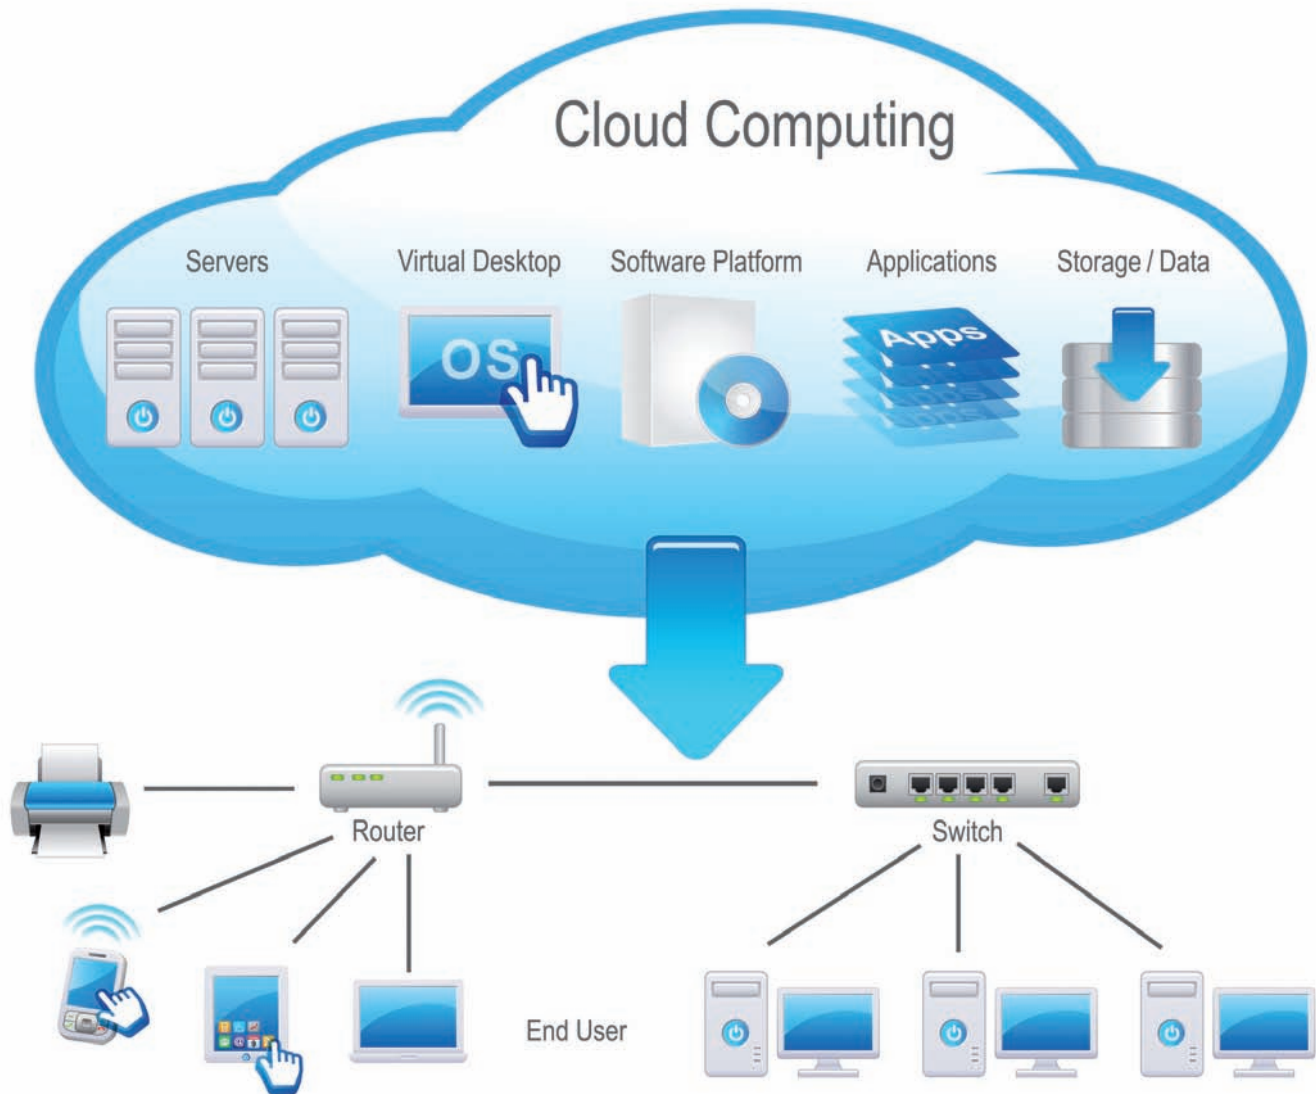 Cloud Computing
Servers
Virtual Desktop
Software Platform
Applications
Storage / Data
OS
Apps
Router
Switch
End User